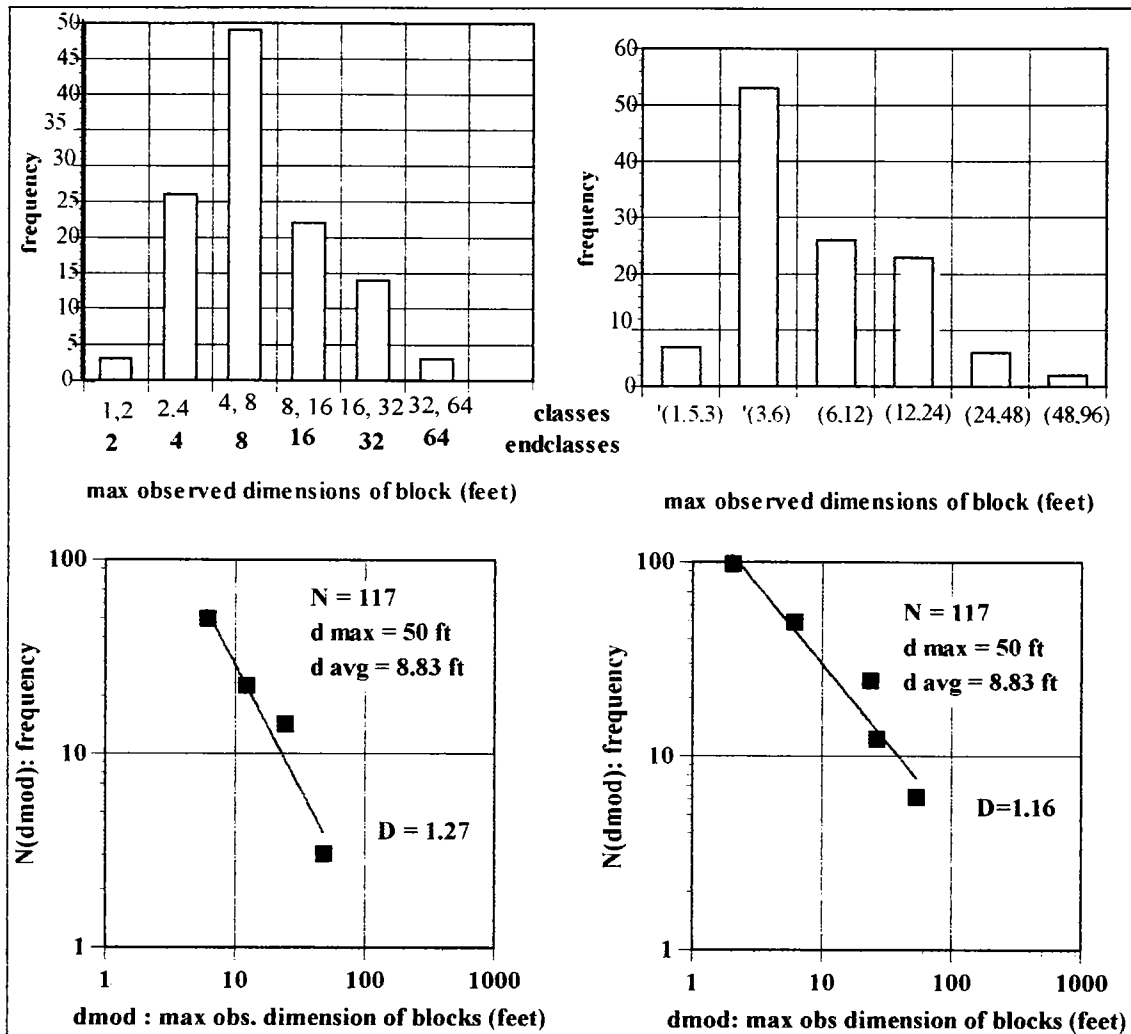 50
45
40
35
30
25
20
15
10
5
0
frequency
1,2 2.4 4, 8 8, 16 16, 32 32, 64
2 4 8 16 32 64
max observed dimensions of block (feet)
classes
endclasses
60
50
40
30
20
10
0
frequency
'(1.5,3) '(3,6) (6,12) (12,24) (24,48) (48,96)
max observed dimensions of block (feet)
100
10
1
N(dmod): frequency
N = 117
d max = 50 ft
d avg = 8.83 ft
D = 1.27
1 10 100 1000
dmod : max obs. dimension of blocks (feet)
100
10
1
N(dmod): frequency
N = 117
d max = 50 ft
d avg = 8.83 ft
D=1.16
1 10 100 1000
dmod: max obs dimension of blocks (feet)